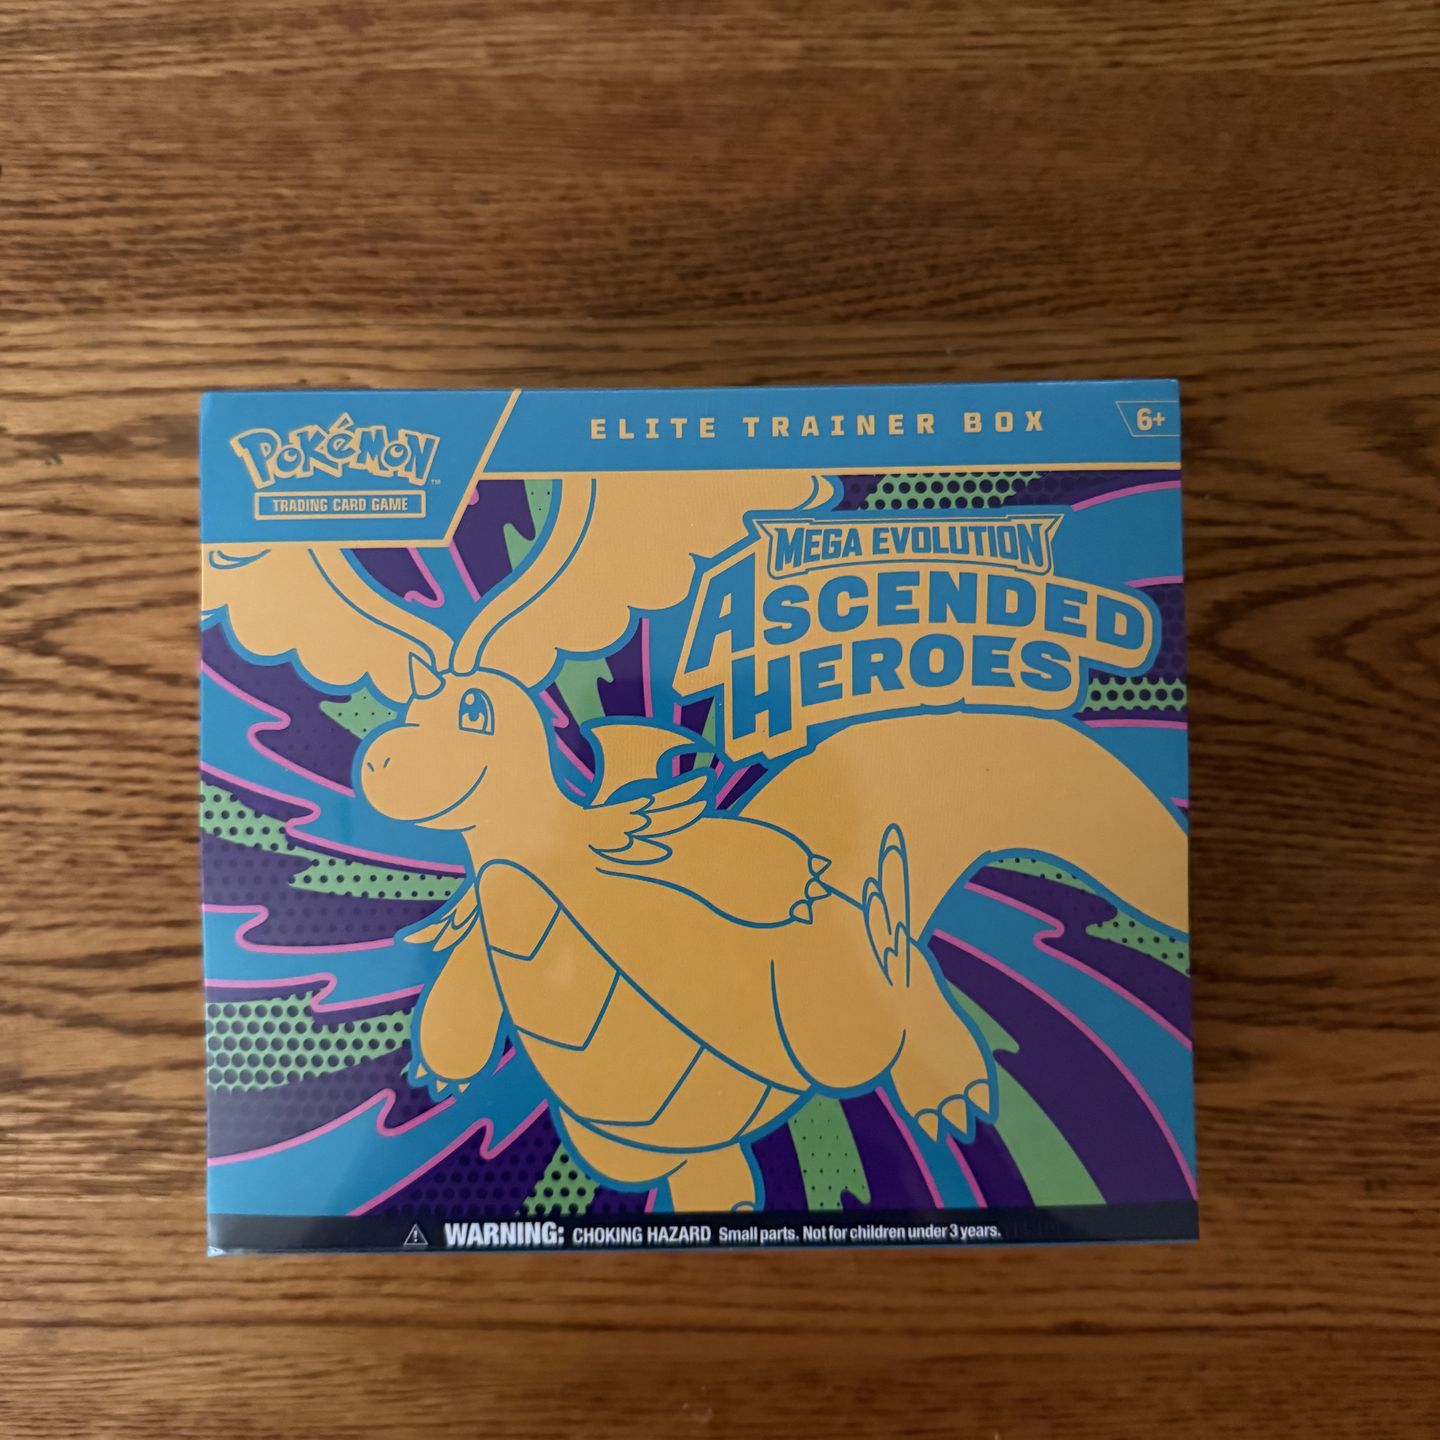 Pokémon™
TRADING CARD GAME
ELITE TRAINER BOX
6+
MEGA EVOLUTION
ASCENDED
HEROES
WARNING: CHOKING HAZARD Small parts. Not for children under 3 years.